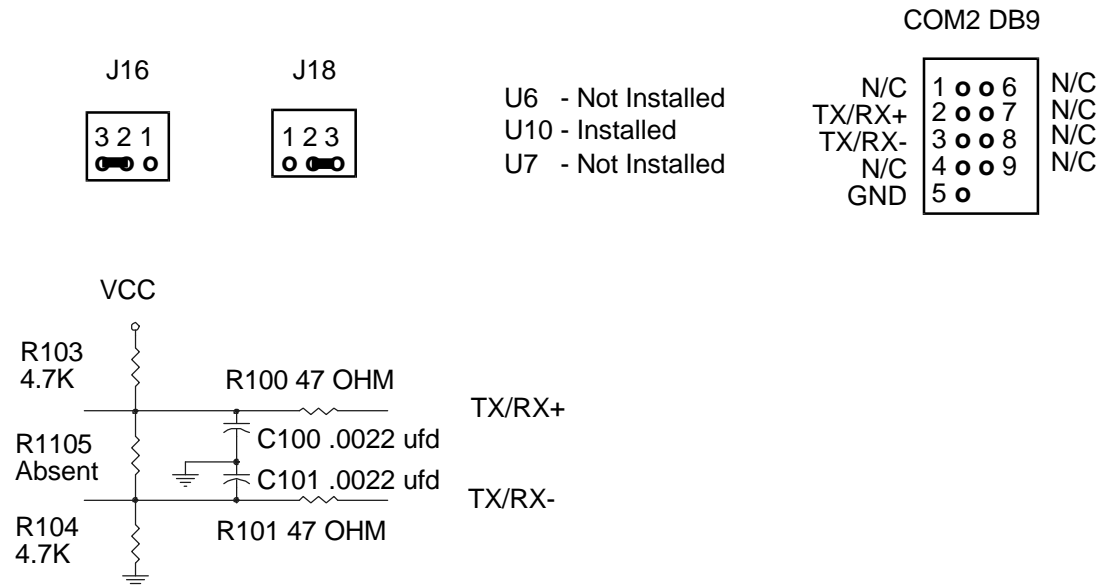 COM2 DB9
J16
J18
3 2 1
1 2 3
U6 - Not Installed
U10 - Installed
U7 - Not Installed
N/C 1 o o 6 N/C
TX/RX+ 2 o o 7 N/C
TX/RX- 3 o o 8 N/C
N/C 4 o o 9 N/C
GND 5 o
VCC
R103
4.7K
R100 47 OHM
TX/RX+
R1105
Absent
C100 .0022 ufd
C101 .0022 ufd
TX/RX-
R104
4.7K
R101 47 OHM